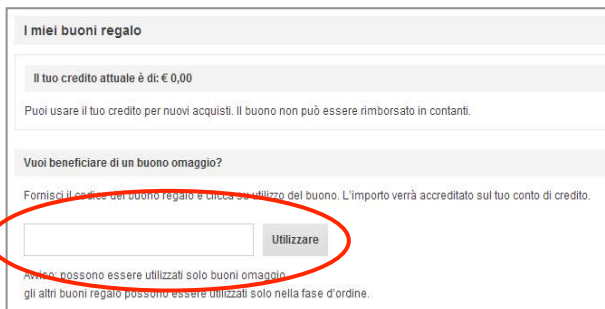 I miei buoni regalo
Il tuo credito attuale è di: € 0,00
Puoi usare il tuo credito per nuovi acquisti. Il buono non può essere rimborsato in contanti.
Vuoi beneficiare di un buono omaggio?
Fornisci il codice del buono regalo e clicca su utilizzo del buono. L'importo verrà accreditato sul tuo conto di credito.
Utilizzare
Avviso: possono essere utilizzati solo buoni omaggio
gli altri buoni regalo possono essere utilizzati solo nella fase d'ordine.